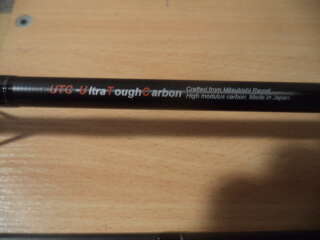 UTC - UltraToughCarbon
Crafted from Mitsubishi Rayon
High modulus carbon. Made in Japan.